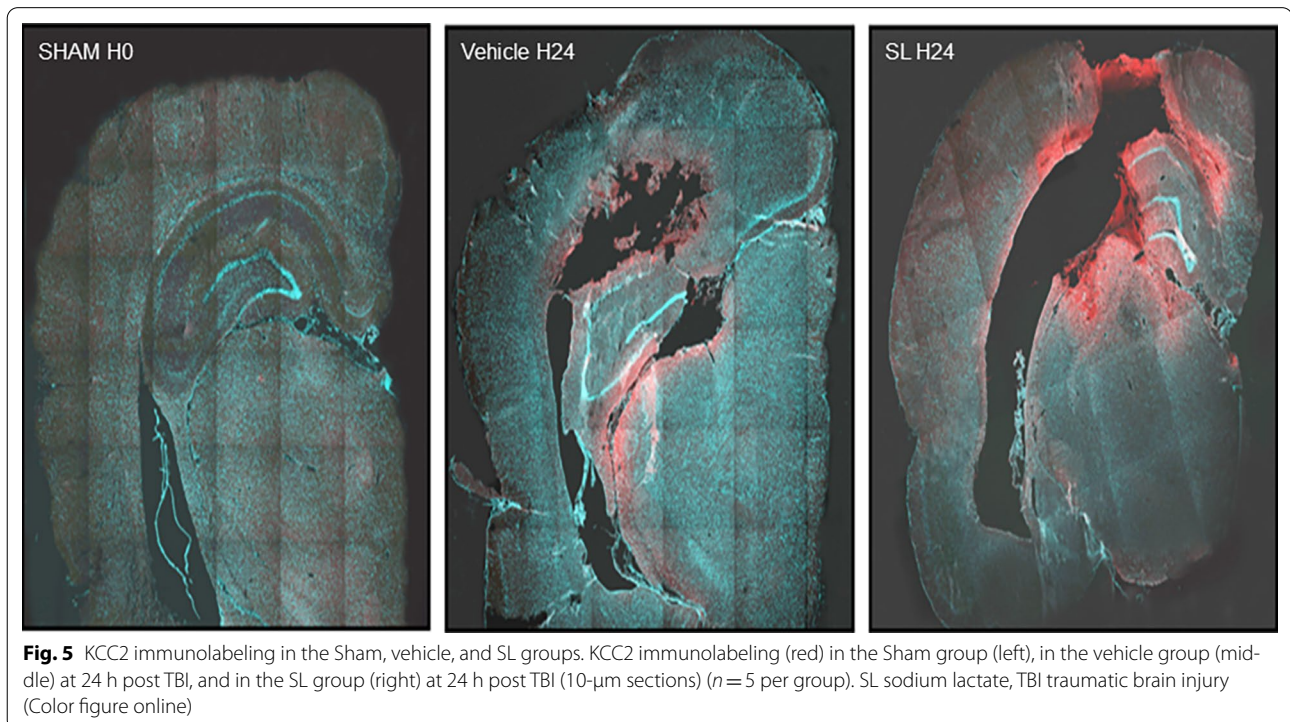 SHAM H0
Vehicle H24
SL H24
Fig. 5 KCC2 immunolabeling in the Sham, vehicle, and SL groups. KCC2 immunolabeling (red) in the Sham group (left), in the vehicle group (mid-
dle) at 24 h post TBI, and in the SL group (right) at 24 h post TBI (10-μm sections) (n = 5 per group). SL sodium lactate, TBI traumatic brain injury
(Color figure online)